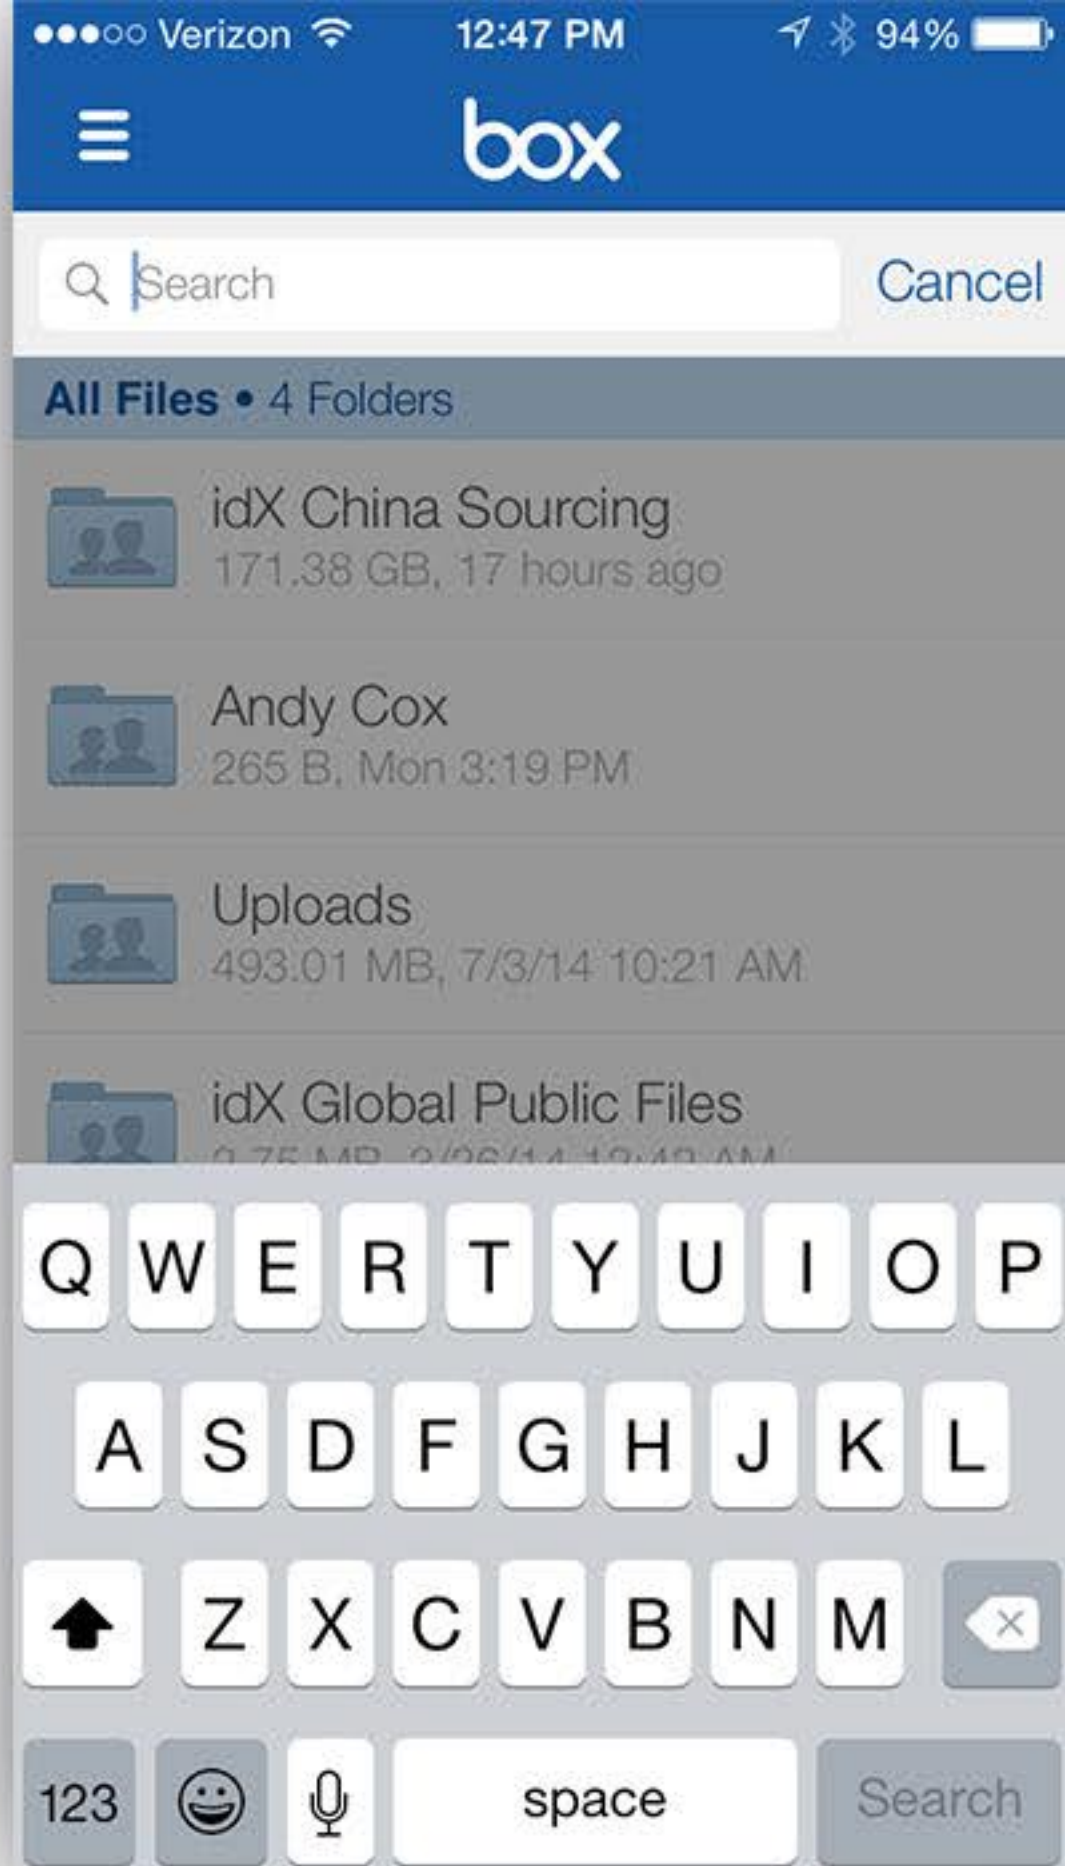 Verizon 12:47 PM 94%
box
Search Cancel
All Files • 4 Folders
idX China Sourcing
171.38 GB, 17 hours ago
Andy Cox
265 B, Mon 3:19 PM
Uploads
493.01 MB, 7/3/14 10:21 AM
idX Global Public Files
Q W E R T Y U I O P
A S D F G H J K L
Z X C V B N M
123 space Search